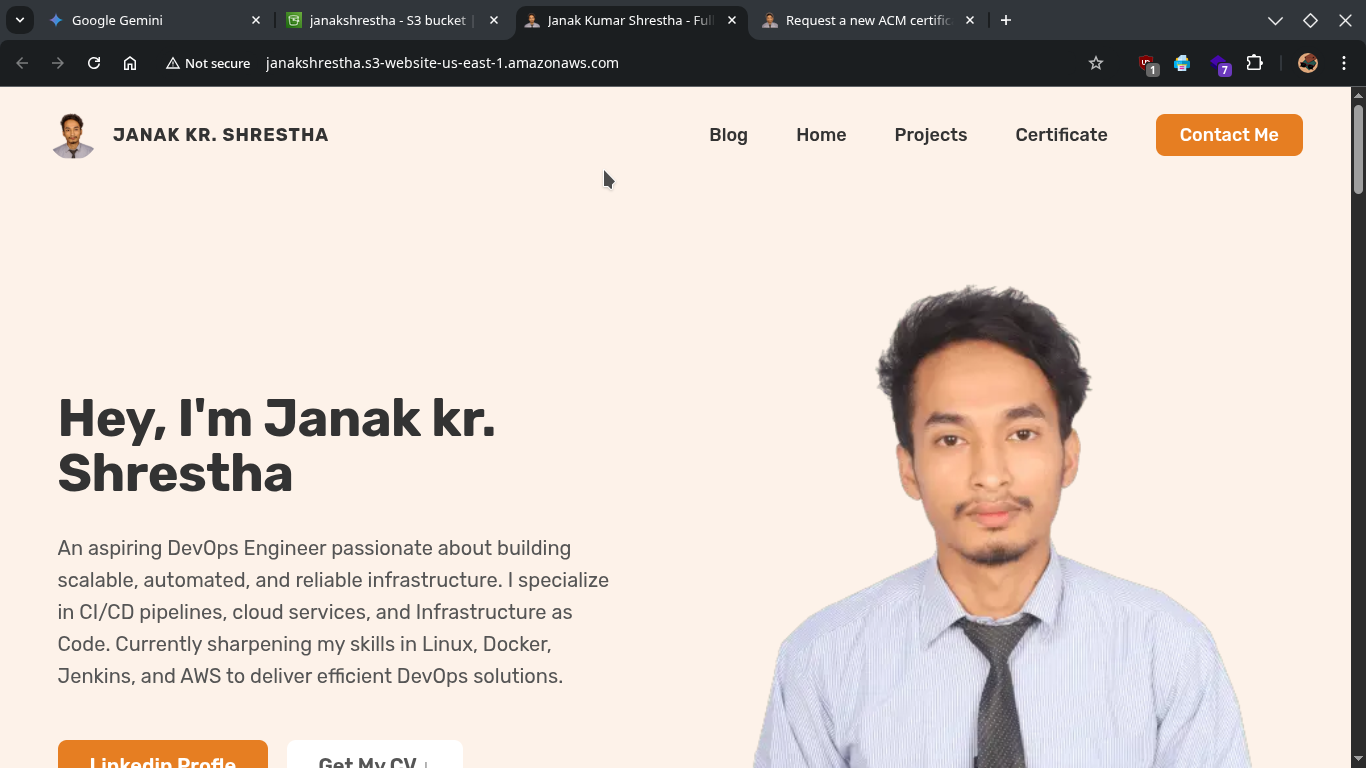 Google Gemini
janakshrestha - S3 bucket |
Janak Kumar Shrestha - Full
Request a new ACM certific
Not secure
janakshrestha.s3-website-us-east-1.amazonaws.com
1
7
JANAK KR. SHRESTHA
Blog
Home
Projects
Certificate
Contact Me
Hey, I'm Janak kr.
Shrestha
An aspiring DevOps Engineer passionate about building
scalable, automated, and reliable infrastructure. I specialize
in CI/CD pipelines, cloud services, and Infrastructure as
Code. Currently sharpening my skills in Linux, Docker,
Jenkins, and AWS to deliver efficient DevOps solutions.
Linkedin Profle
Get My CV ↓